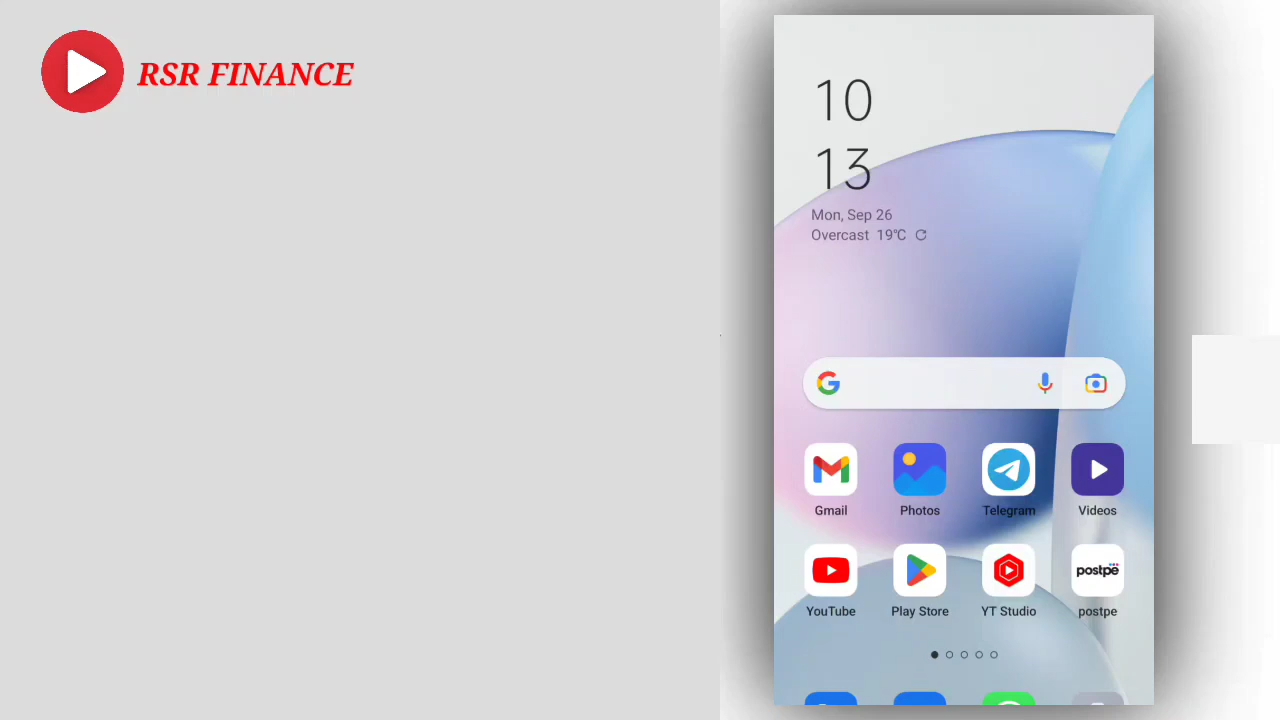 RSR FINANCE
10
13
Mon, Sep 26
Overcast 19°C
Gmail Photos Telegram Videos
postpe
YouTube Play Store YT Studio postpe